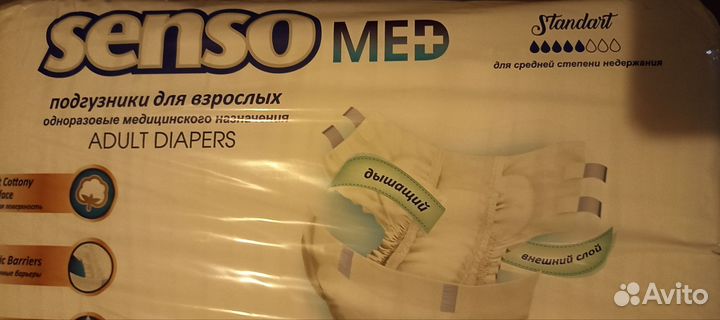 senso MED
Standart
для средней степени недержания
подгузники для взрослых
одноразовые медицинского назначения
ADULT DIAPERS
Cottony
дышащий
внешний слой
Barriers
барьеры
Avito